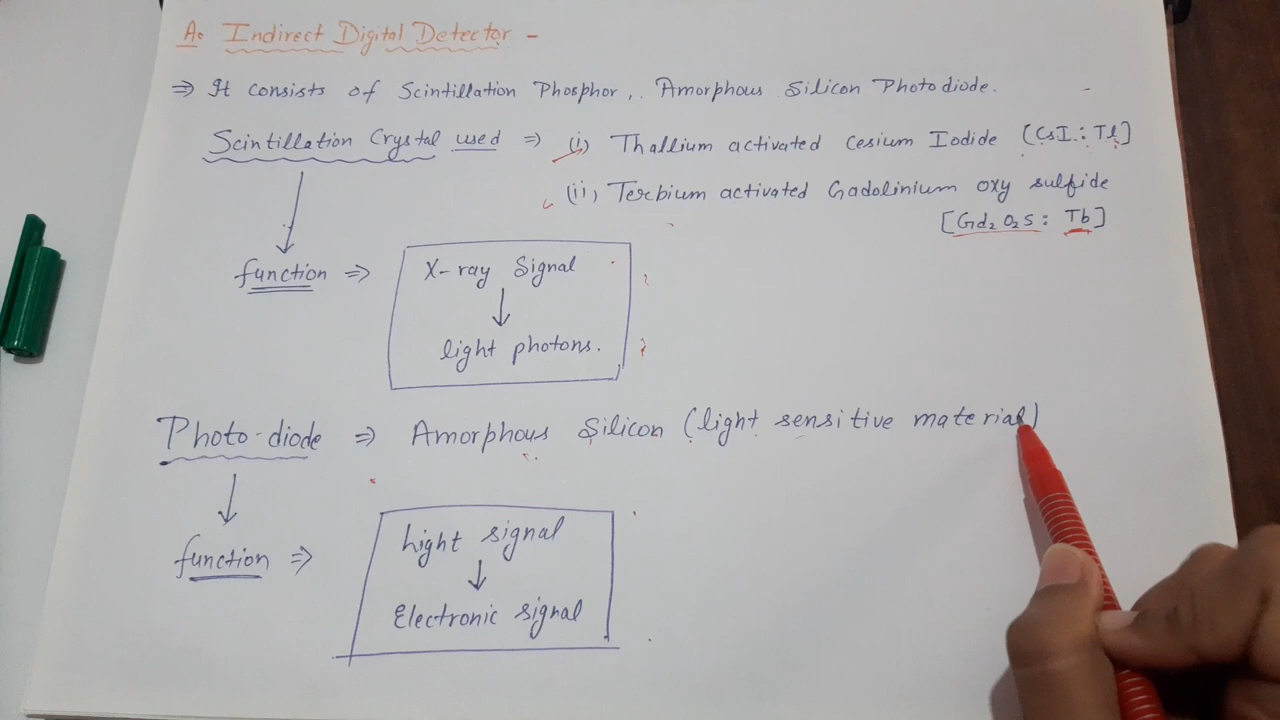 A. Indirect Digital Detector -
⇒ It consists of Scintillation Phosphor, Amorphous Silicon Photodiode.
Scintillation Crystal used ⇒ (i) Thallium activated Cesium Iodide [CsI : Tl]
(ii) Terbium activated Gadolinium oxy sulfide
[Gd₂O₂S : Tb]
function ⇒ X-ray Signal
↓
light photons.
Photo-diode ⇒ Amorphous Silicon (light sensitive material)
function ⇒ Light signal
↓
Electronic signal